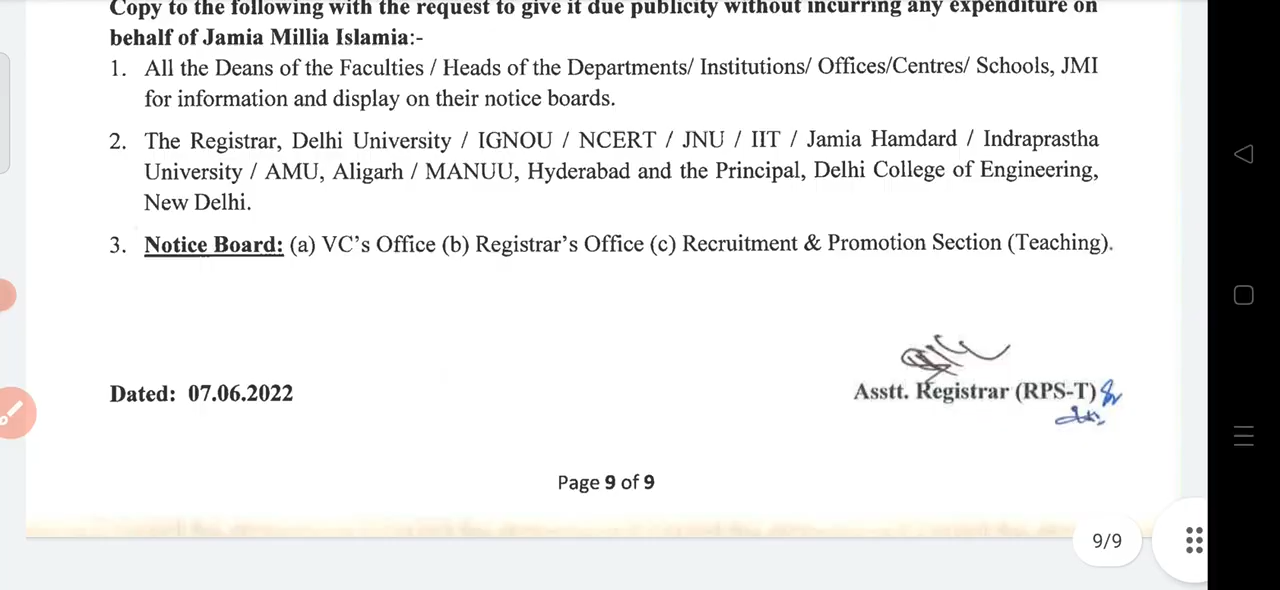 Copy to the following with the request to give it due publicity without incurring any expenditure on
behalf of Jamia Millia Islamia:-
1. All the Deans of the Faculties / Heads of the Departments/ Institutions/ Offices/Centres/ Schools, JMI
for information and display on their notice boards.
2. The Registrar, Delhi University / IGNOU / NCERT / JNU / IIT / Jamia Hamdard / Indraprastha
University / AMU, Aligarh / MANUU, Hyderabad and the Principal, Delhi College of Engineering,
New Delhi.
3. Notice Board: (a) VC's Office (b) Registrar's Office (c) Recruitment & Promotion Section (Teaching).
Dated: 07.06.2022
Asstt. Registrar (RPS-T)
Page 9 of 9
9/9